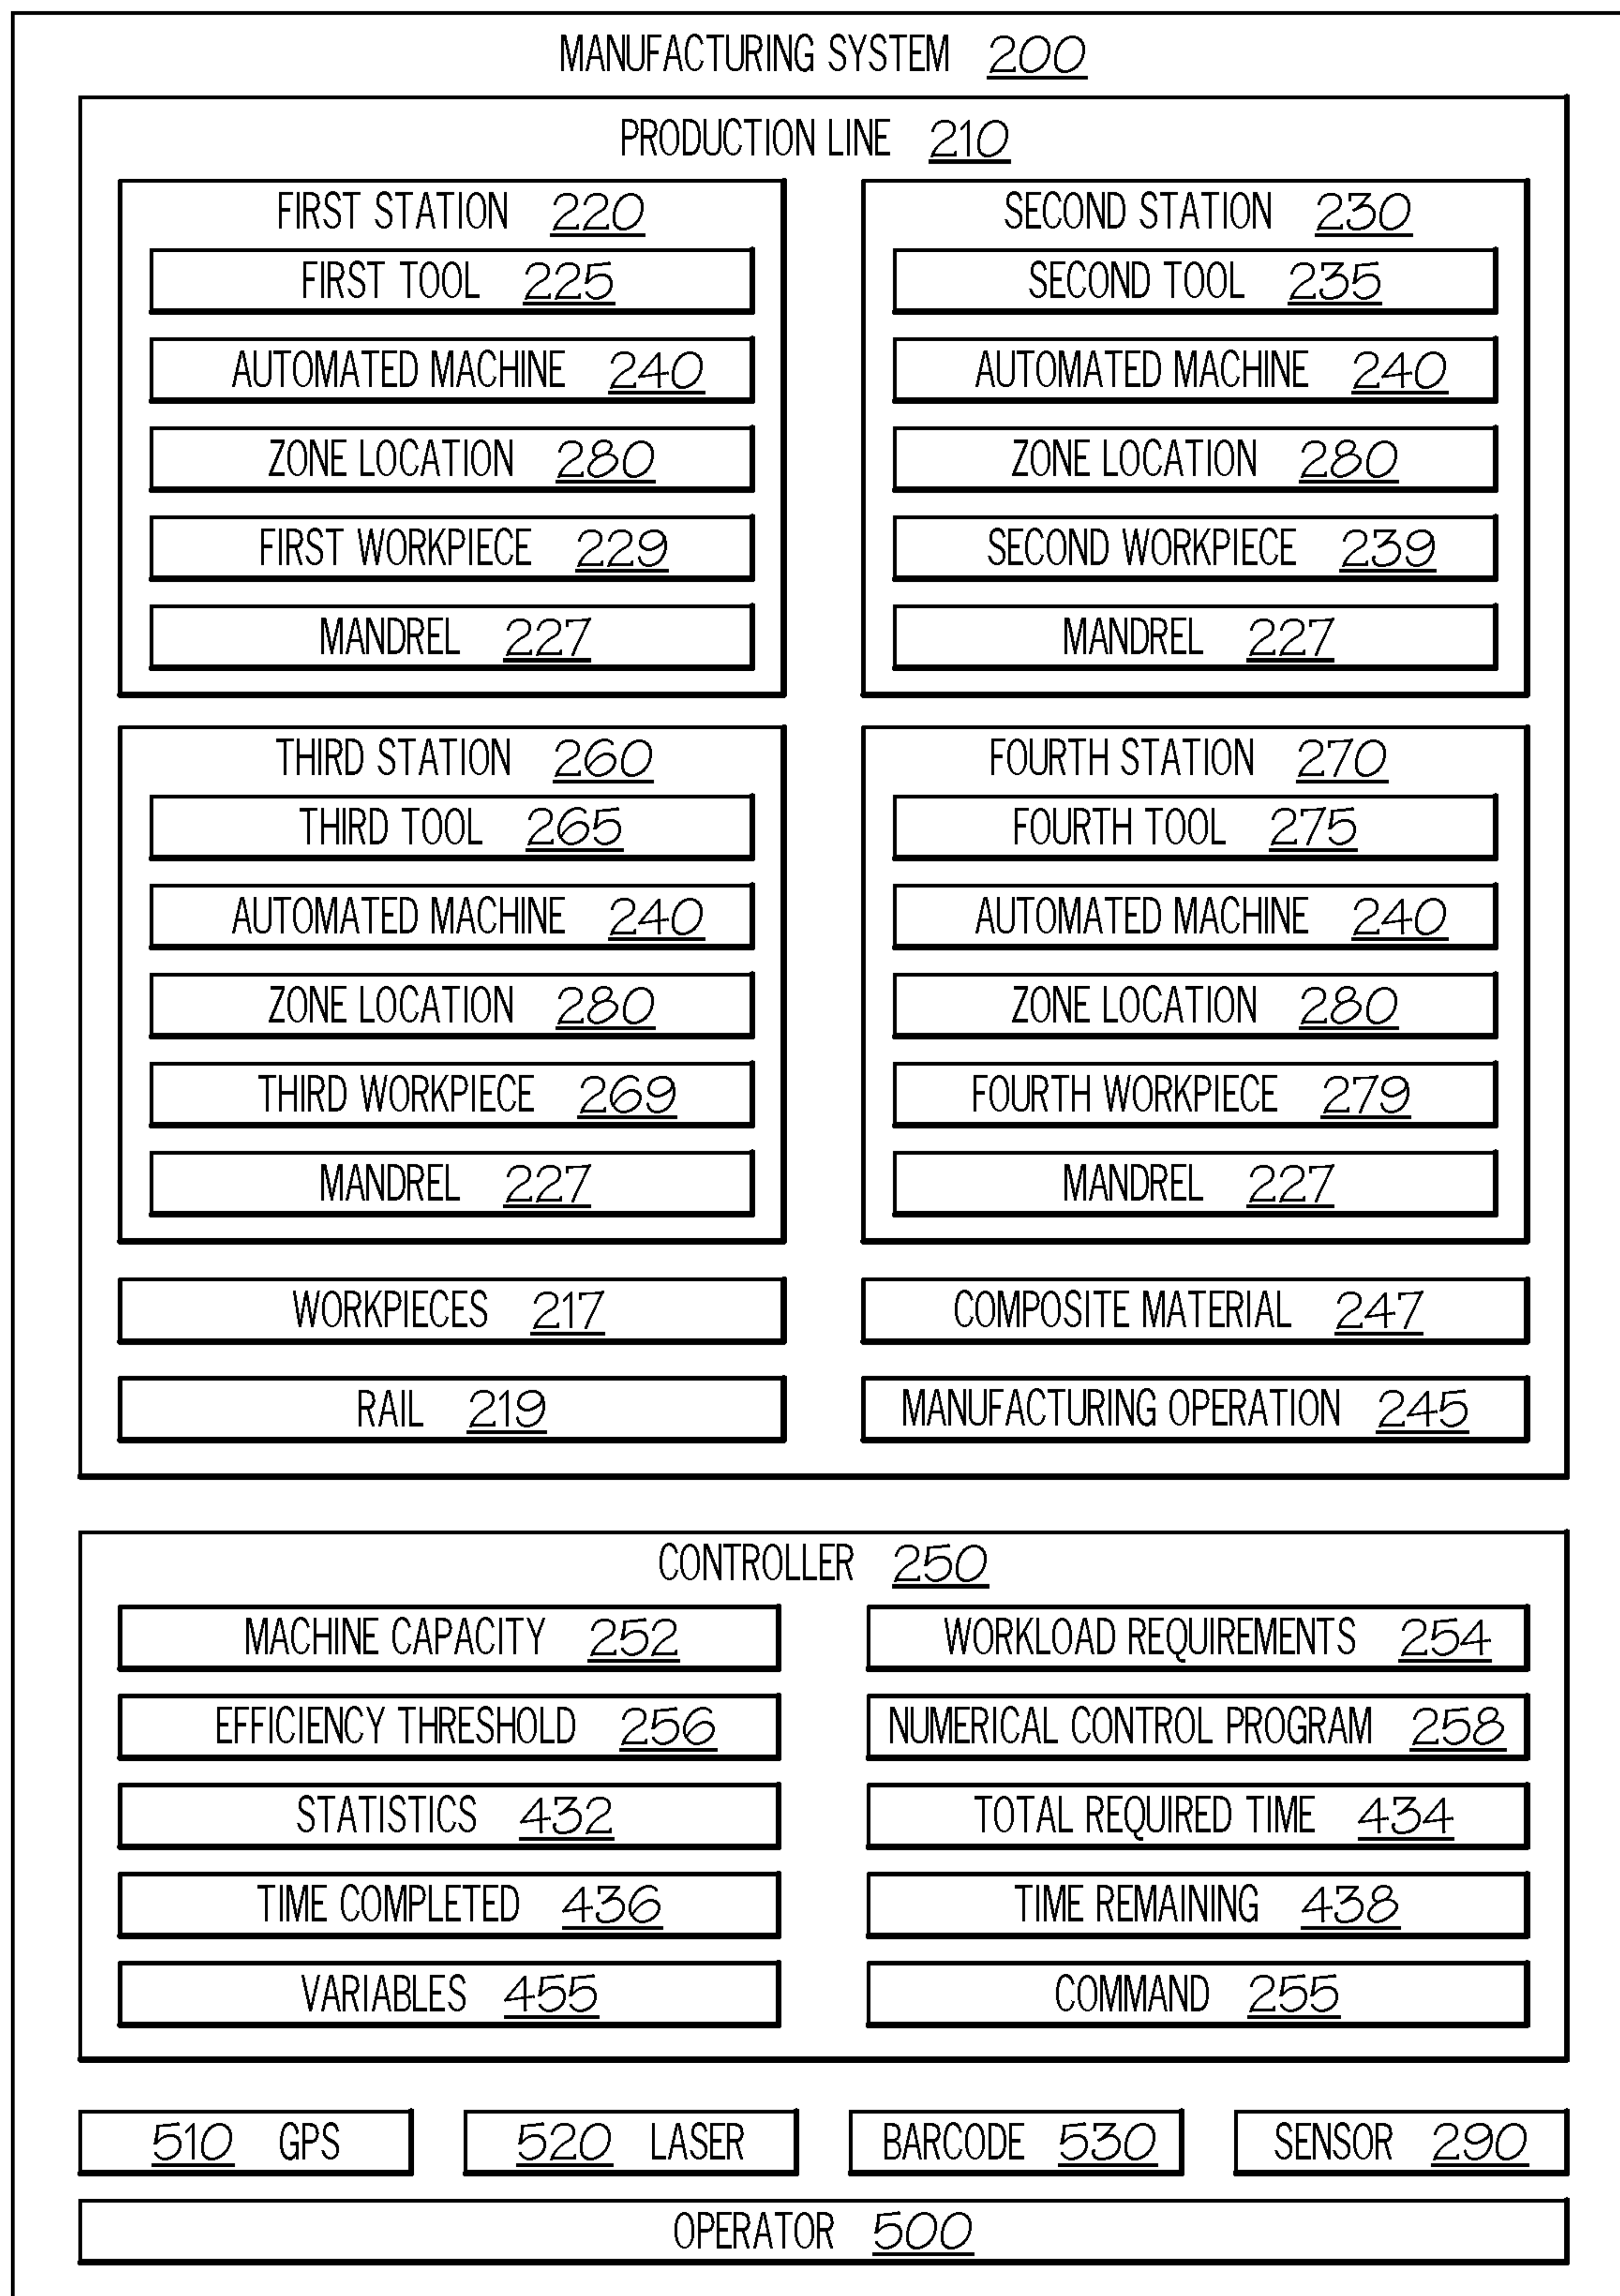 MANUFACTURING SYSTEM 200
PRODUCTION LINE 210
FIRST STATION 220
FIRST TOOL 225
AUTOMATED MACHINE 240
ZONE LOCATION 280
FIRST WORKPIECE 229
MANDREL 227
SECOND STATION 230
SECOND TOOL 235
AUTOMATED MACHINE 240
ZONE LOCATION 280
SECOND WORKPIECE 239
MANDREL 227
THIRD STATION 260
THIRD TOOL 265
AUTOMATED MACHINE 240
ZONE LOCATION 280
THIRD WORKPIECE 269
MANDREL 227
FOURTH STATION 270
FOURTH TOOL 275
AUTOMATED MACHINE 240
ZONE LOCATION 280
FOURTH WORKPIECE 279
MANDREL 227
WORKPIECES 217
COMPOSITE MATERIAL 247
RAIL 219
MANUFACTURING OPERATION 245
CONTROLLER 250
MACHINE CAPACITY 252
WORKLOAD REQUIREMENTS 254
EFFICIENCY THRESHOLD 256
NUMERICAL CONTROL PROGRAM 258
STATISTICS 432
TOTAL REQUIRED TIME 434
TIME COMPLETED 436
TIME REMAINING 438
VARIABLES 455
COMMAND 255
510 GPS
520 LASER
BARCODE 530
SENSOR 290
OPERATOR 500